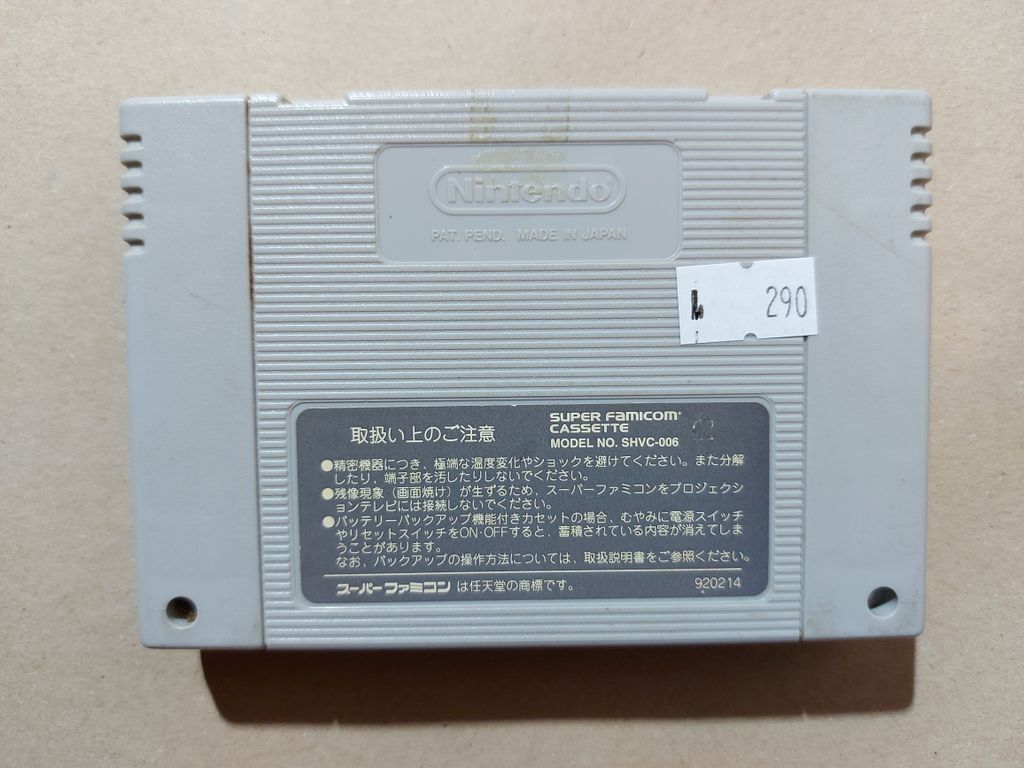 Nintendo®
PAT. PEND. MADE IN JAPAN
290
取扱い上のご注意
SUPER FAMICOM®
CASSETTE
MODEL NO. SHVC-006
●精密機器につき、極端な温度変化やショックを避けてください。また分解
したり、端子部を汚したりしないでください。
●残像現象（画面焼け）が生ずるため、スーパーファミコンをプロジェクシ
ョンテレビには接続しないでください。
●バッテリーバックアップ機能付きカセットの場合、むやみに電源スイッチ
やリセットスイッチをON·OFFすると、蓄積されている内容が消えてしま
うことがあります。
なお、バックアップの操作方法については、取扱説明書をご参照ください。
スーパーファミコン は任天堂の商標です。
920214